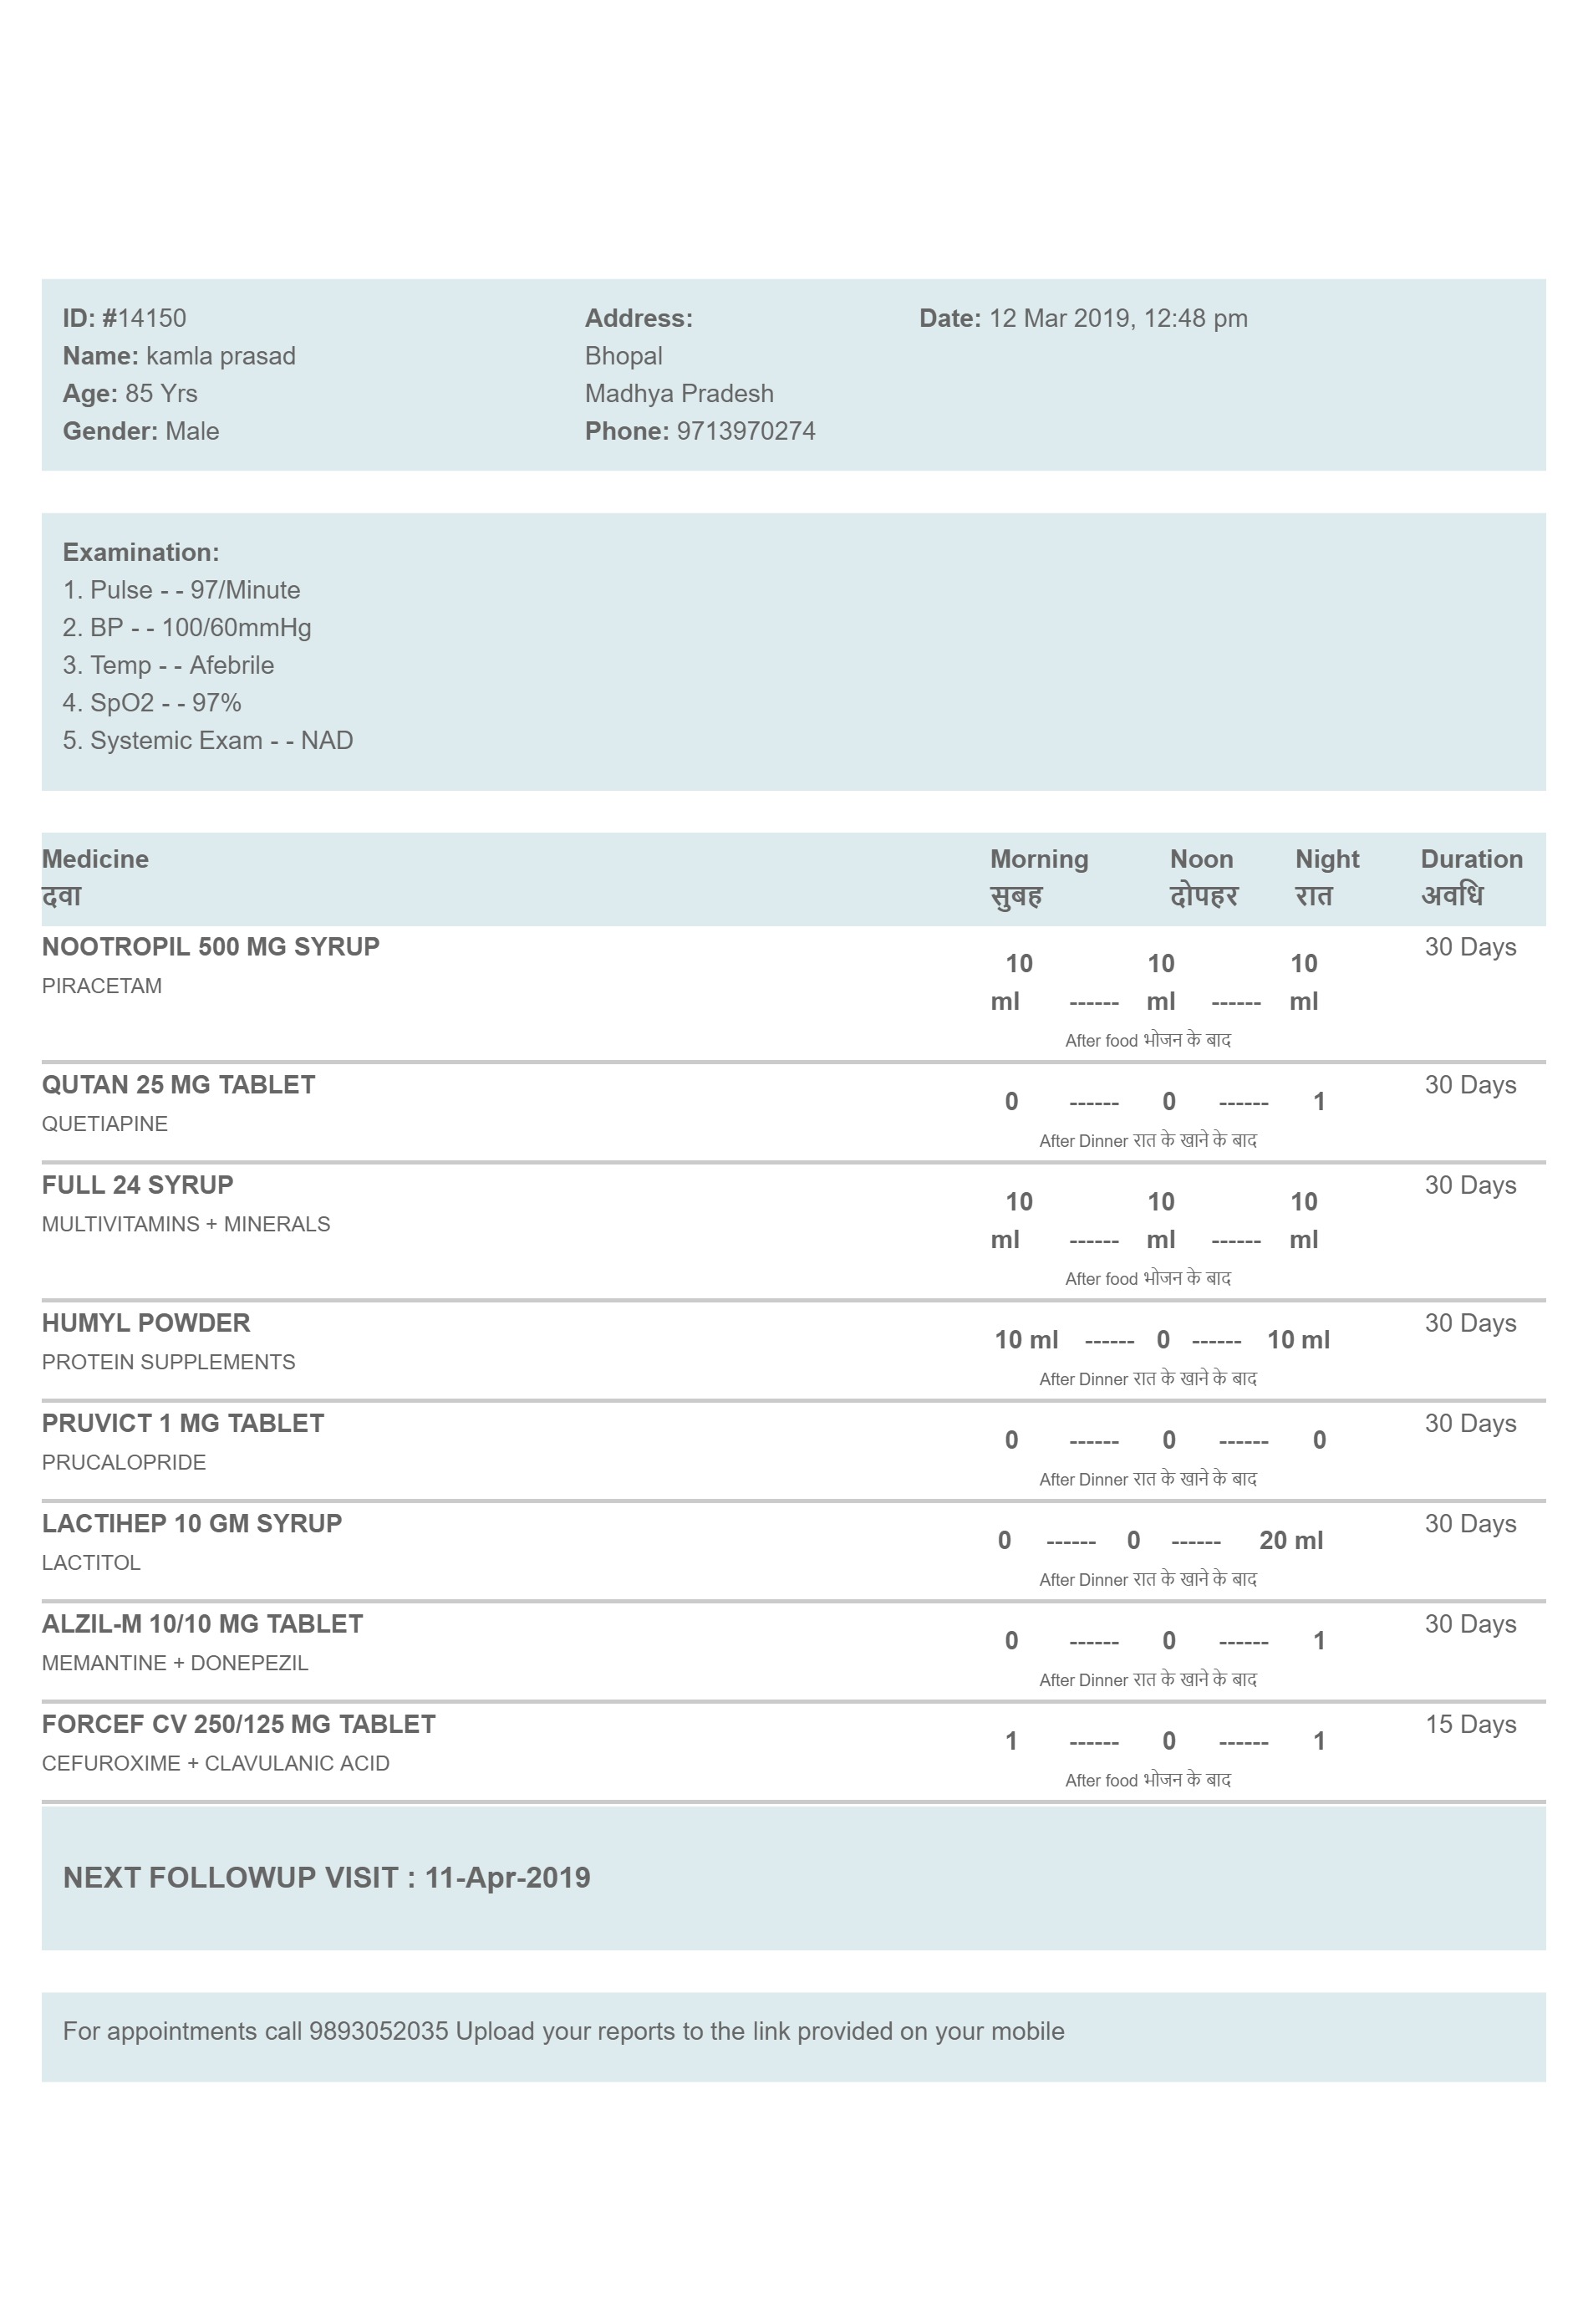 ID: #14150 Address: Date: 12 Mar 2019, 12:48 pm
Name: kamla prasad Bhopal
Age: 85 Yrs Madhya Pradesh
Gender: Male Phone: 9713970274
Examination:
1. Pulse - - 97/Minute
2. BP - - 100/60mmHg
3. Temp - - Afebrile
4. SpO2 - - 97%
5. Systemic Exam - - NAD
Medicine Morning Noon Night Duration
दवा सुबह दोपहर रात अवधि
NOOTROPIL 500 MG SYRUP 30 Days
10 10 10
PIRACETAM
ml ------ ml ------ ml
After food भोजन के बाद
QUTAN 25 MG TABLET 30 Days
0 ------ 0 ------ 1
QUETIAPINE
After Dinner रात के खाने के बाद
FULL 24 SYRUP 30 Days
10 10 10
MULTIVITAMINS + MINERALS
ml ------ ml ------ ml
After food भोजन के बाद
HUMYL POWDER 30 Days
10 ml ------ 0 ------ 10 ml
PROTEIN SUPPLEMENTS
After Dinner रात के खाने के बाद
PRUVICT 1 MG TABLET 30 Days
0 ------ 0 ------ 0
PRUCALOPRIDE
After Dinner रात के खाने के बाद
LACTIHEP 10 GM SYRUP 30 Days
0 ------ 0 ------ 20 ml
LACTITOL
After Dinner रात के खाने के बाद
ALZIL-M 10/10 MG TABLET 30 Days
0 ------ 0 ------ 1
MEMANTINE + DONEPEZIL
After Dinner रात के खाने के बाद
FORCEF CV 250/125 MG TABLET 15 Days
1 ------ 0 ------ 1
CEFUROXIME + CLAVULANIC ACID
After food भोजन के बाद
NEXT FOLLOWUP VISIT : 11-Apr-2019
For appointments call 9893052035 Upload your reports to the link provided on your mobile